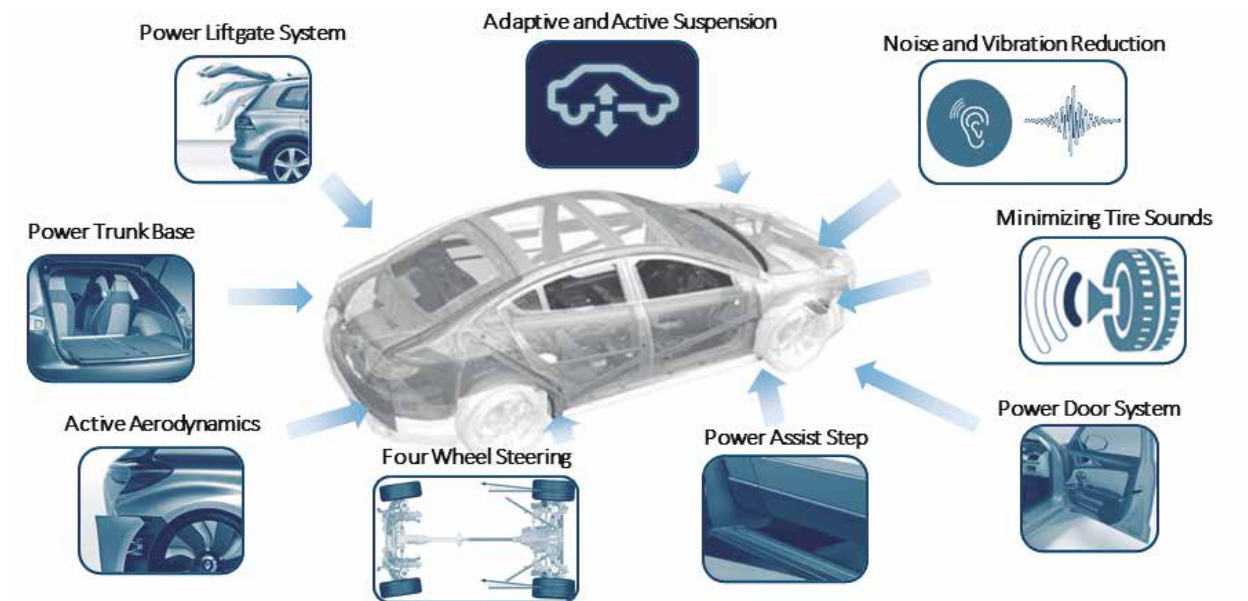 Power Liftgate System
Adaptive and Active Suspension
Noise and Vibration Reduction
Power Trunk Base
Minimizing Tire Sounds
Active Aerodynamics
Four Wheel Steering
Power Assist Step
Power Door System